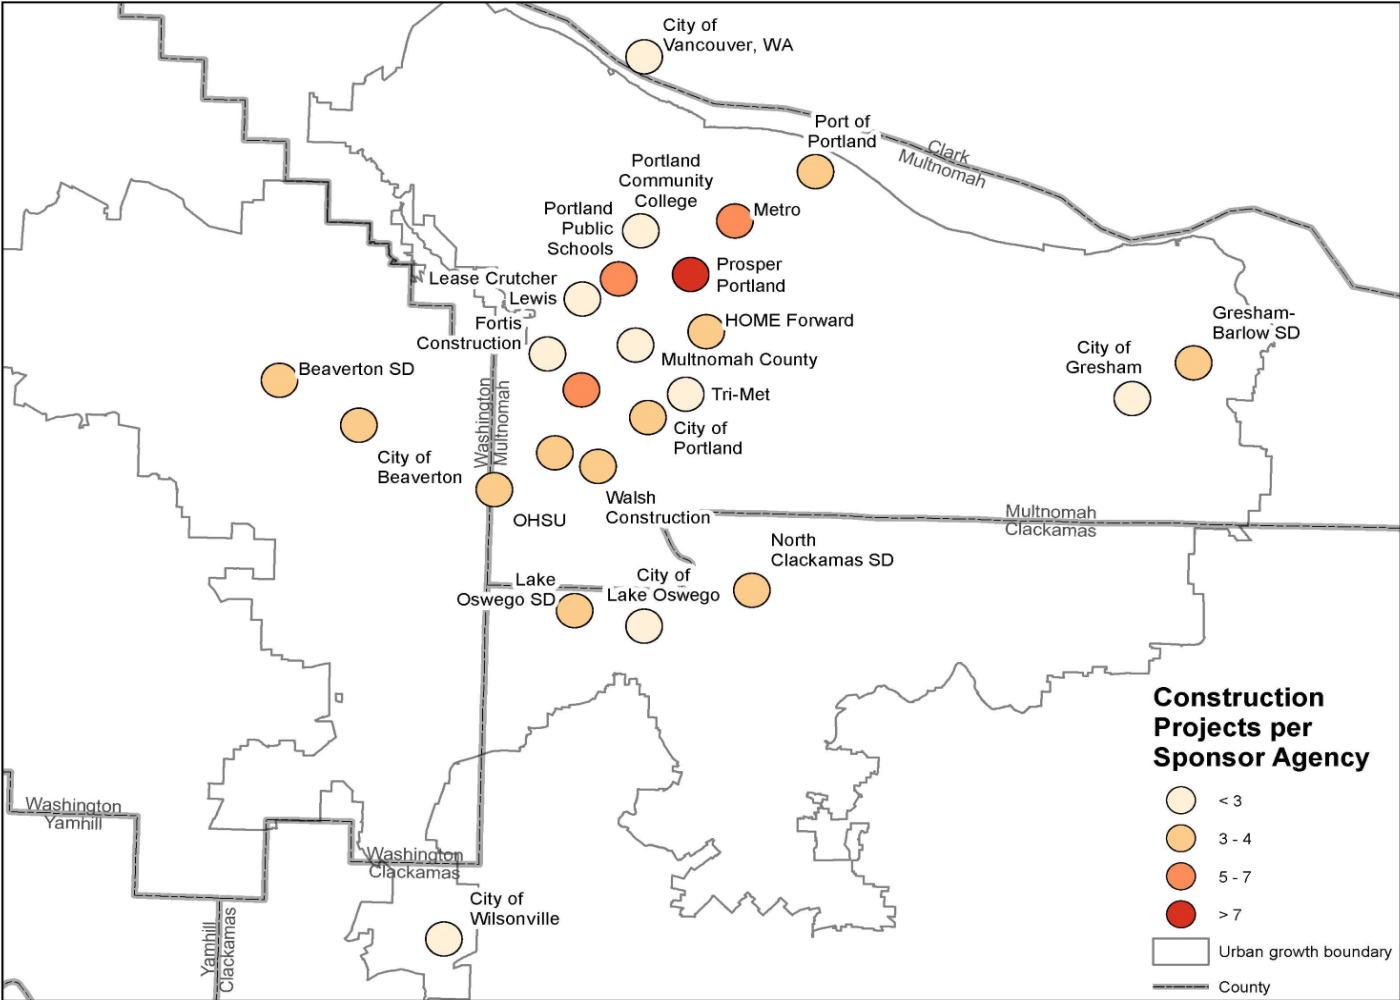 City of
Vancouver, WA
Port of
Portland
Clark
Multnomah
Portland
Community
College
Metro
Portland
Public
Schools
Prosper
Portland
Lease Crutcher
Lewis
Fortis
Construction
HOME Forward
Multnomah County
Gresham-
Barlow SD
City of
Gresham
Beaverton SD
Washington
Multnomah
Tri-Met
City of
Portland
City of
Beaverton
Walsh
Construction
OHSU
Multnomah
Clackamas
North
Clackamas SD
Lake
Oswego SD
City of
Lake Oswego
Washington
Yamhill
Washington
Clackamas
City of
Wilsonville
Yamhill
Clackamas
Construction
Projects per
Sponsor Agency
< 3
3 - 4
5 - 7
> 7
Urban growth boundary
County